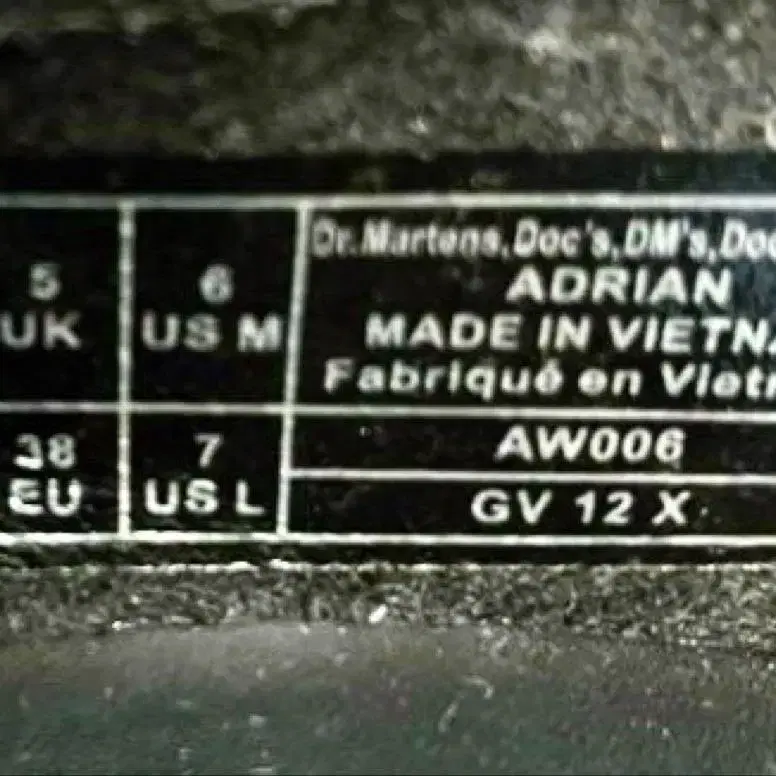 5
UK
6
US M
Dr.Martens,Doc's,DM's,Doc
ADRIAN
MADE IN VIETNA
Fabriqué en Viet
38
EU
7
US L
AW006
GV 12 X